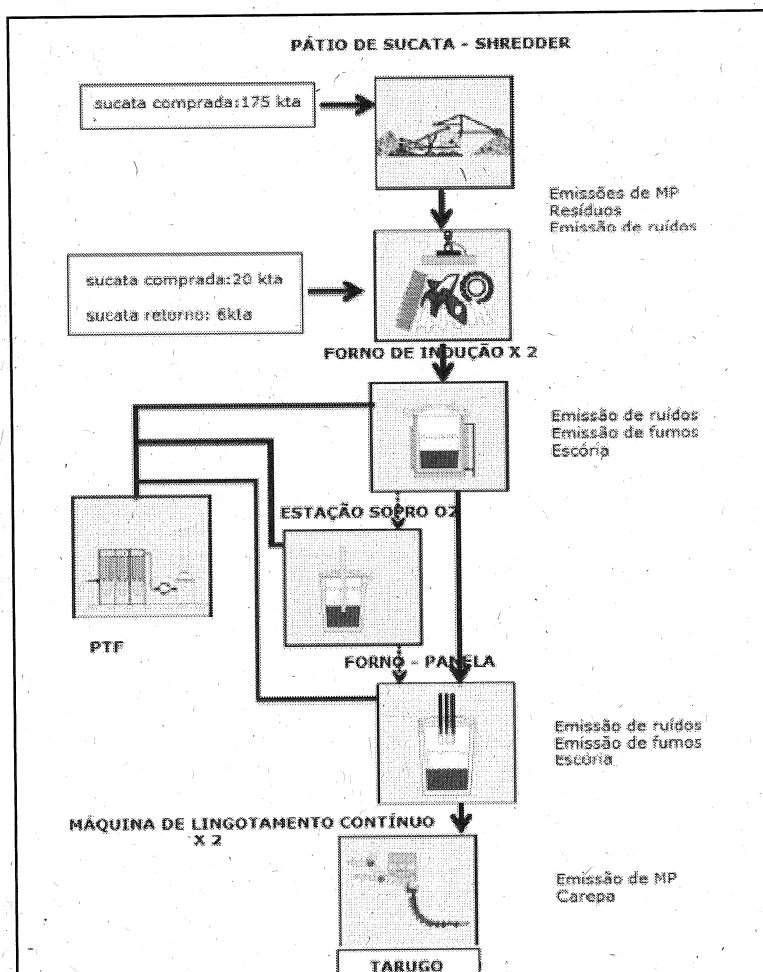 PÁTIO DE SUCATA - SHREDDER
sucata comprada:175 kta
Emissões de MP
Resíduos
Emissão de ruídos
sucata comprada:20 kta
sucata retorno: 6kta
FORNO DE INDUÇÃO X 2
Emissão de ruídos
Emissão de fumos
Escória
ESTAÇÃO SOPRO O2
PTF
FORNO - PANELA
Emissão de ruídos
Emissão de fumos
Escória
MÁQUINA DE LINGOTAMENTO CONTÍNUO
X 2
Emissão de MP
Carepa
TARUGO